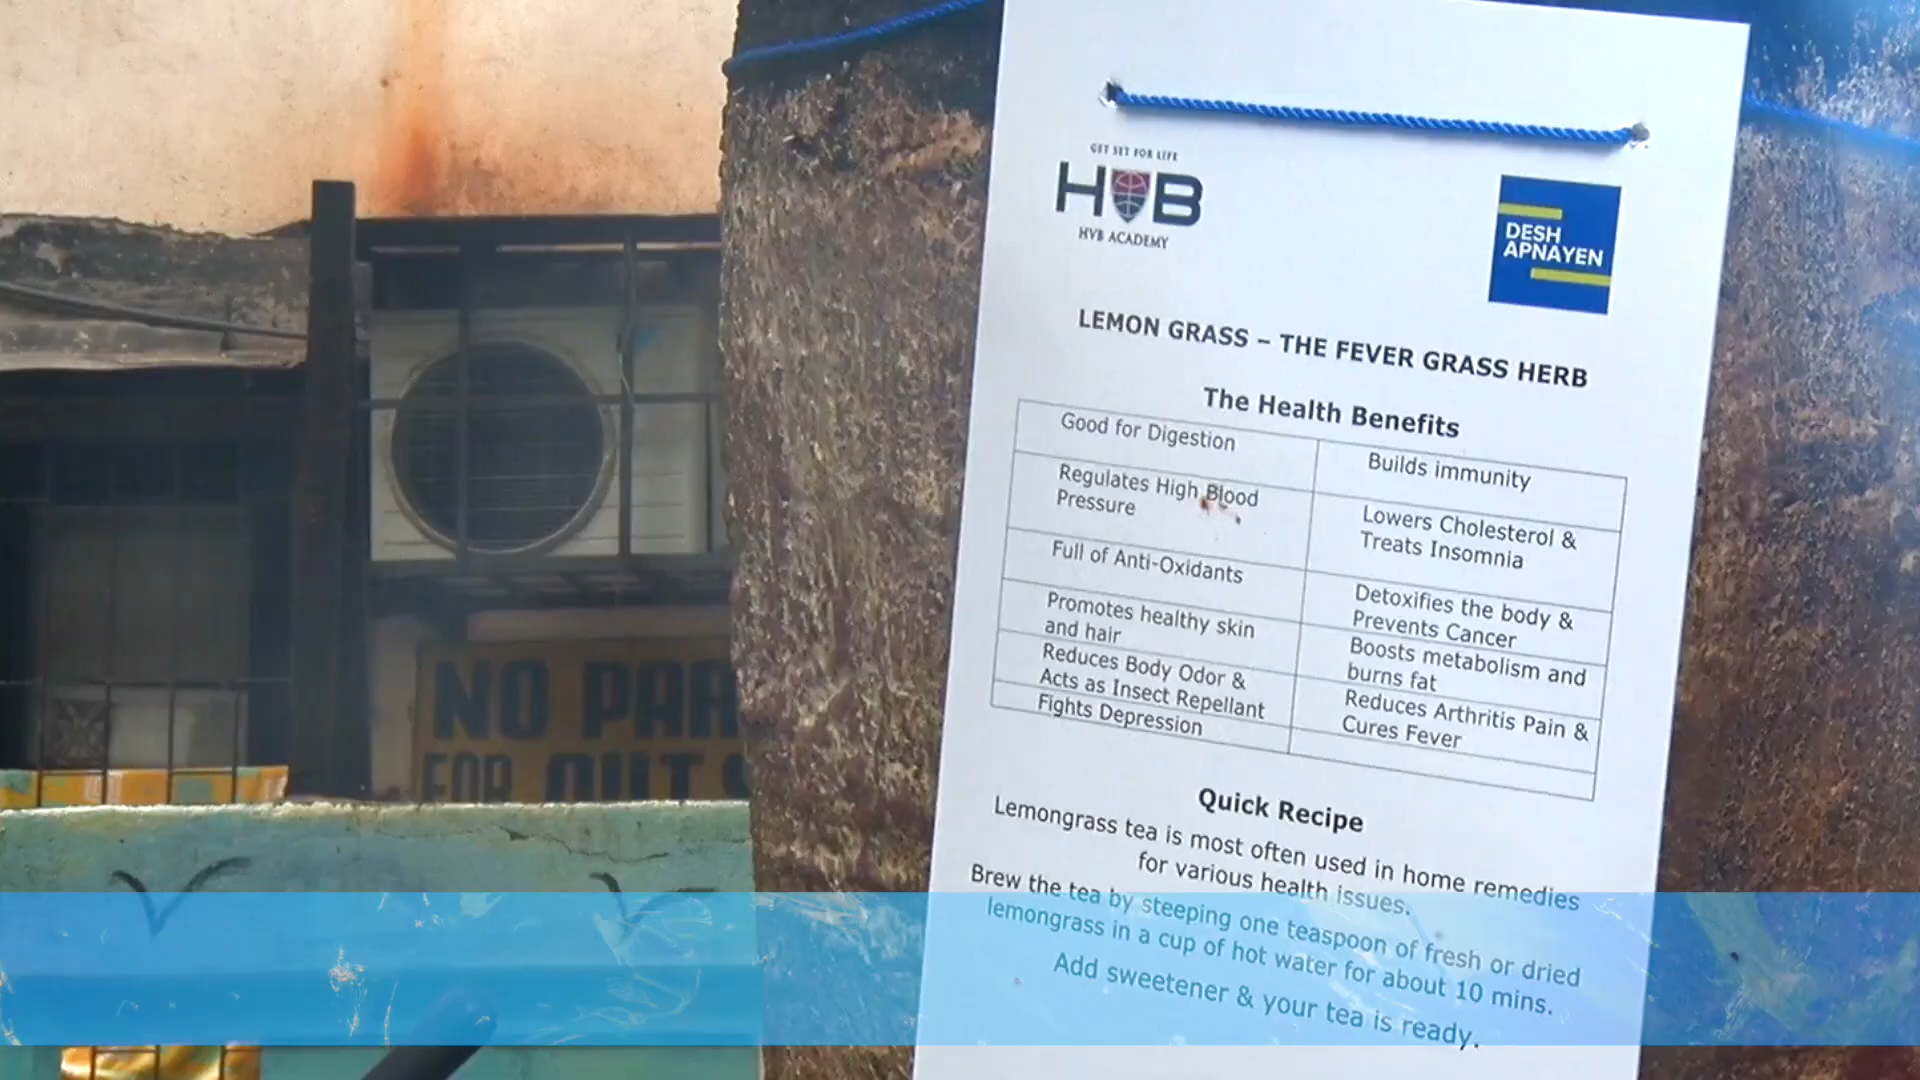 GET SET FOR LIFE
HVB
HVB ACADEMY
DESH
APNAYEN
LEMON GRASS – THE FEVER GRASS HERB
The Health Benefits
Good for Digestion
Builds immunity
Regulates High Blood
Pressure
Lowers Cholesterol &
Treats Insomnia
Full of Anti-Oxidants
Detoxifies the body &
Prevents Cancer
Promotes healthy skin
and hair
Boosts metabolism and
burns fat
Reduces Body Odor &
Acts as Insect Repellant
Reduces Arthritis Pain &
Cures Fever
Fights Depression
Quick Recipe
Lemongrass tea is most often used in home remedies
for various health issues.
Brew the tea by steeping one teaspoon of fresh or dried
lemongrass in a cup of hot water for about 10 mins.
Add sweetener & your tea is ready.
NO PAR
FOR OUTS